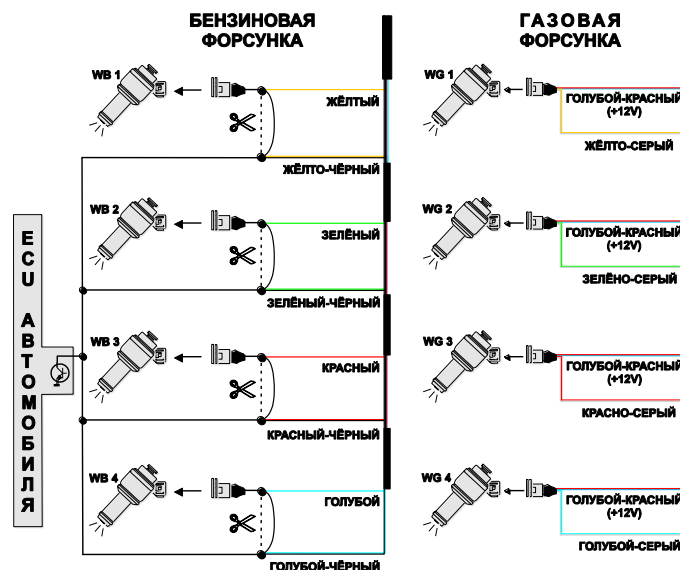 БЕНЗИНОВАЯ
ФОРСУНКА
ГАЗОВАЯ
ФОРСУНКА
WB 1
ЖЁЛТЫЙ
ЖЁЛТО-ЧЁРНЫЙ
WG 1
ГОЛУБОЙ-КРАСНЫЙ
(+12V)
ЖЁЛТО-СЕРЫЙ
WB 2
ЗЕЛЁНЫЙ
ЗЕЛЁНЫЙ-ЧЁРНЫЙ
WG 2
ГОЛУБОЙ-КРАСНЫЙ
(+12V)
ЗЕЛЁНО-СЕРЫЙ
ECU АВТОМОБИЛЯ
WB 3
КРАСНЫЙ
КРАСНЫЙ-ЧЁРНЫЙ
WG 3
ГОЛУБОЙ-КРАСНЫЙ
(+12V)
КРАСНО-СЕРЫЙ
WB 4
ГОЛУБОЙ
ГОЛУБОЙ-ЧЁРНЫЙ
WG 4
ГОЛУБОЙ-КРАСНЫЙ
(+12V)
ГОЛУБОЙ-СЕРЫЙ